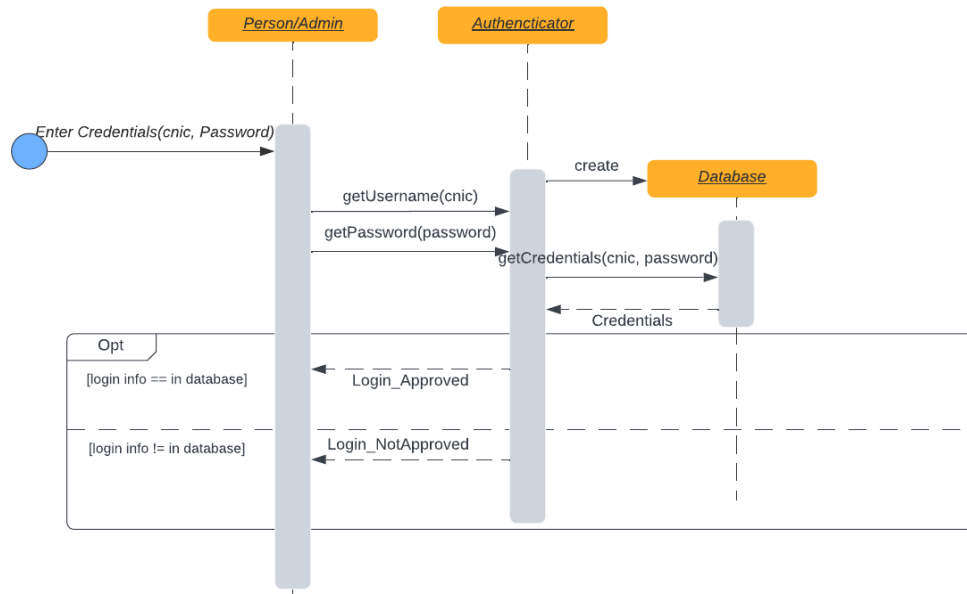 Person/Admin
Authencticator
Enter Credentials(cnic, Password)
create
Database
getUsername(cnic)
getPassword(password)
getCredentials(cnic, password)
Credentials
Opt
[login info == in database]
Login_Approved
[login info != in database]
Login_NotApproved